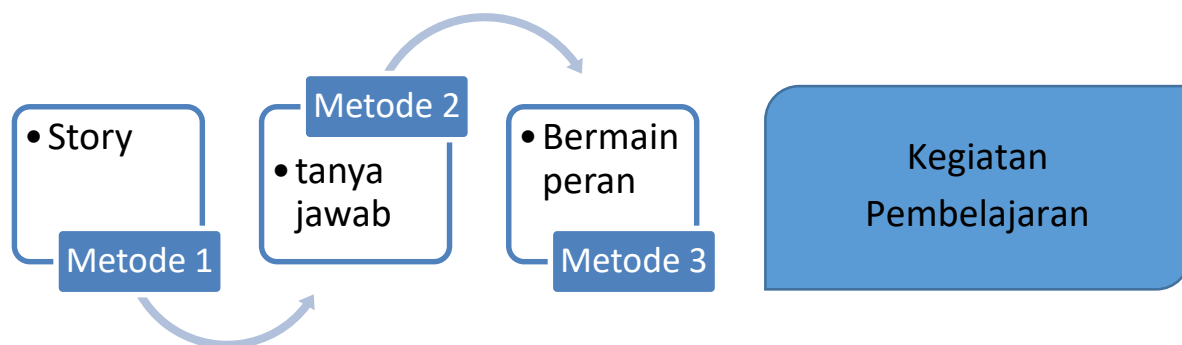 • Story
Metode 1
Metode 2
• tanya
jawab
• Bermain
peran
Metode 3
Kegiatan
Pembelajaran